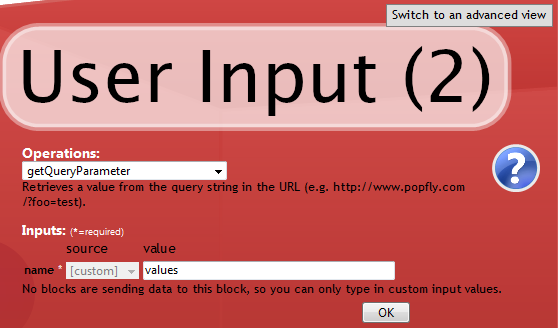 Switch to an advanced view
User Input (2)
Operations:
getQueryParameter
Retrieves a value from the query string in the URL (e.g. http://www.popfly.com
/?foo=test).
?
Inputs: (*=required)
source value
name * [custom] values
No blocks are sending data to this block, so you can only type in custom input values.
OK